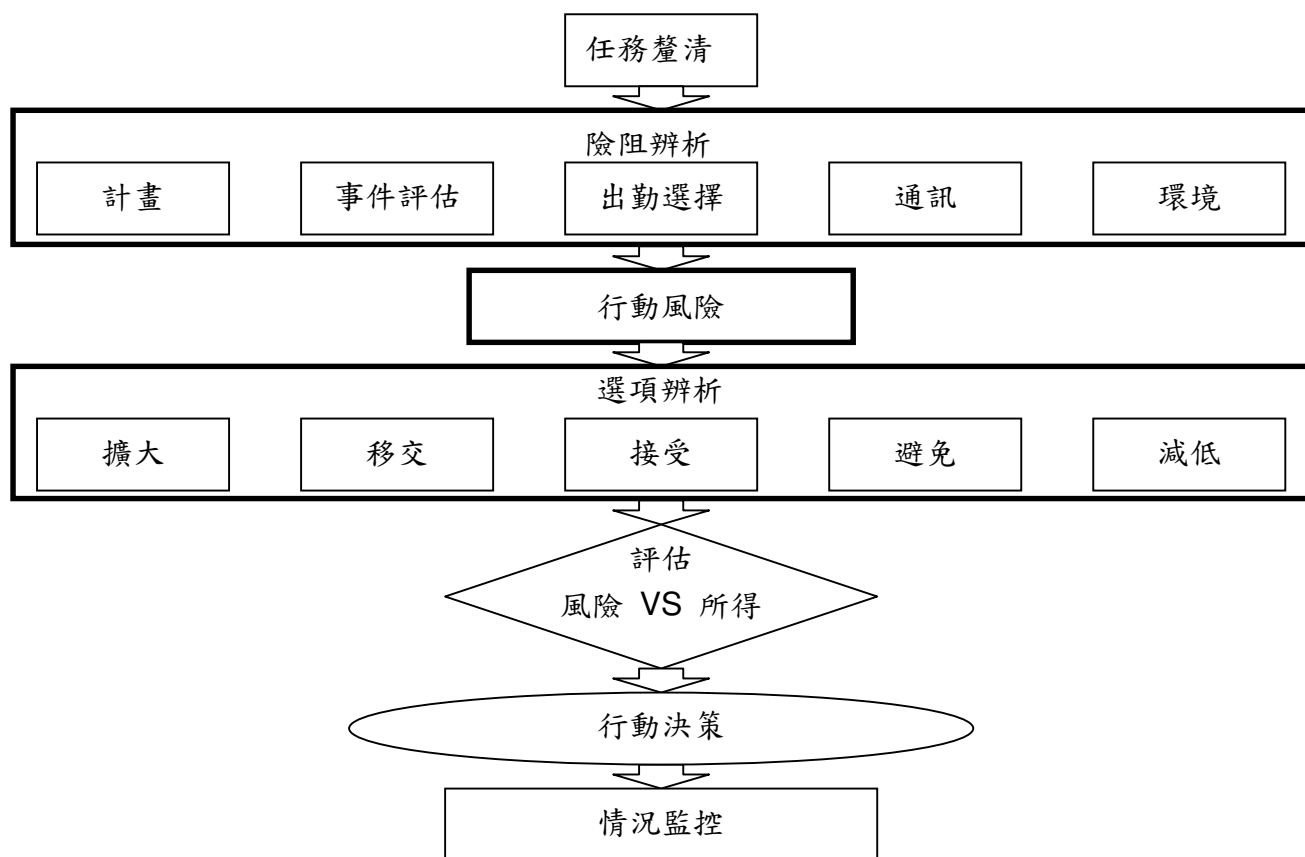 任務釐清
險阻辨析
計畫
事件評估
出勤選擇
通訊
環境
行動風險
選項辨析
擴大
移交
接受
避免
減低
評估
風險 VS 所得
行動決策
情況監控